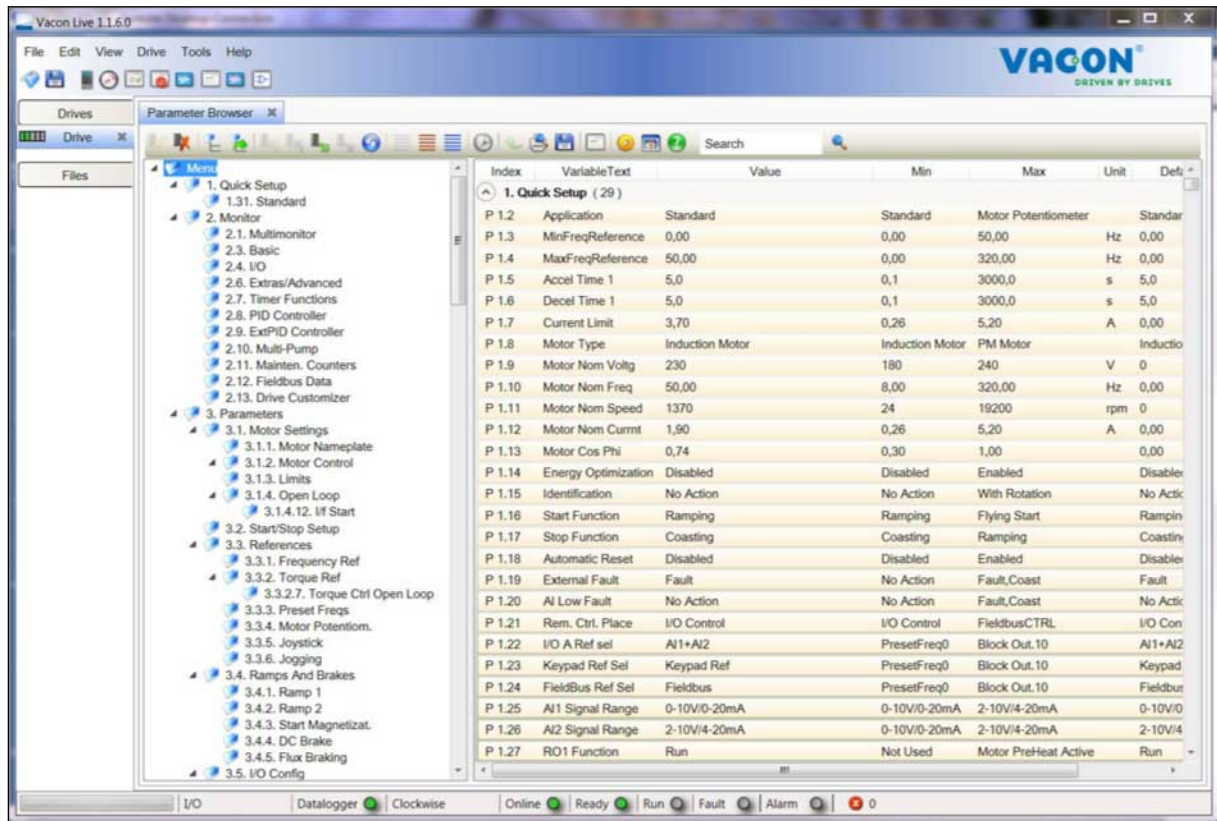 Vacon Live 1.1.6.0
File Edit View Drive Tools Help
VACON®
DRIVEN BY DRIVES
Drives
Drive
Files
Parameter Browser
Search
Menu
1. Quick Setup
1.31. Standard
2. Monitor
2.1. Multimonitor
2.3. Basic
2.4. I/O
2.6. Extras/Advanced
2.7. Timer Functions
2.8. PID Controller
2.9. ExtPID Controller
2.10. Multi-Pump
2.11. Mainten. Counters
2.12. Fieldbus Data
2.13. Drive Customizer
3. Parameters
3.1. Motor Settings
3.1.1. Motor Nameplate
3.1.2. Motor Control
3.1.3. Limits
3.1.4. Open Loop
3.1.4.12. I/f Start
3.2. Start/Stop Setup
3.3. References
3.3.1. Frequency Ref
3.3.2. Torque Ref
3.3.2.7. Torque Ctrl Open Loop
3.3.3. Preset Freqs
3.3.4. Motor Potentiom.
3.3.5. Joystick
3.3.6. Jogging
3.4. Ramps And Brakes
3.4.1. Ramp 1
3.4.2. Ramp 2
3.4.3. Start Magnetizat.
3.4.4. DC Brake
3.4.5. Flux Braking
3.5. I/O Config
Index VariableText Value Min Max Unit Defa
1. Quick Setup (29)
P 1.2 Application Standard Standard Motor Potentiometer Standar
P 1.3 MinFreqReference 0,00 0,00 50,00 Hz 0,00
P 1.4 MaxFreqReference 50,00 0,00 320,00 Hz 0,00
P 1.5 Accel Time 1 5,0 0,1 3000,0 s 5,0
P 1.6 Decel Time 1 5,0 0,1 3000,0 s 5,0
P 1.7 Current Limit 3,70 0,26 5,20 A 0,00
P 1.8 Motor Type Induction Motor Induction Motor PM Motor Inductio
P 1.9 Motor Nom Voltg 230 180 240 V 0
P 1.10 Motor Nom Freq 50,00 8,00 320,00 Hz 0,00
P 1.11 Motor Nom Speed 1370 24 19200 rpm 0
P 1.12 Motor Nom Currnt 1,90 0,26 5,20 A 0,00
P 1.13 Motor Cos Phi 0,74 0,30 1,00 0,00
P 1.14 Energy Optimization Disabled Disabled Enabled Disable
P 1.15 Identification No Action No Action With Rotation No Actic
P 1.16 Start Function Ramping Ramping Flying Start Rampin
P 1.17 Stop Function Coasting Coasting Ramping Coastin
P 1.18 Automatic Reset Disabled Disabled Enabled Disable
P 1.19 External Fault Fault No Action Fault,Coast Fault
P 1.20 AI Low Fault No Action No Action Fault,Coast No Actic
P 1.21 Rem. Ctrl. Place I/O Control I/O Control FieldbusCTRL I/O Con
P 1.22 I/O A Ref sel AI1+AI2 PresetFreq0 Block Out.10 AI1+AI2
P 1.23 Keypad Ref Sel Keypad Ref PresetFreq0 Block Out.10 Keypad
P 1.24 FieldBus Ref Sel Fieldbus PresetFreq0 Block Out.10 Fieldbus
P 1.25 AI1 Signal Range 0-10V/0-20mA 0-10V/0-20mA 2-10V/4-20mA 0-10V/0
P 1.26 AI2 Signal Range 2-10V/4-20mA 0-10V/0-20mA 2-10V/4-20mA 2-10V/4
P 1.27 RO1 Function Run Not Used Motor PreHeat Active Run
I/O Datalogger Clockwise Online Ready Run Fault Alarm 0